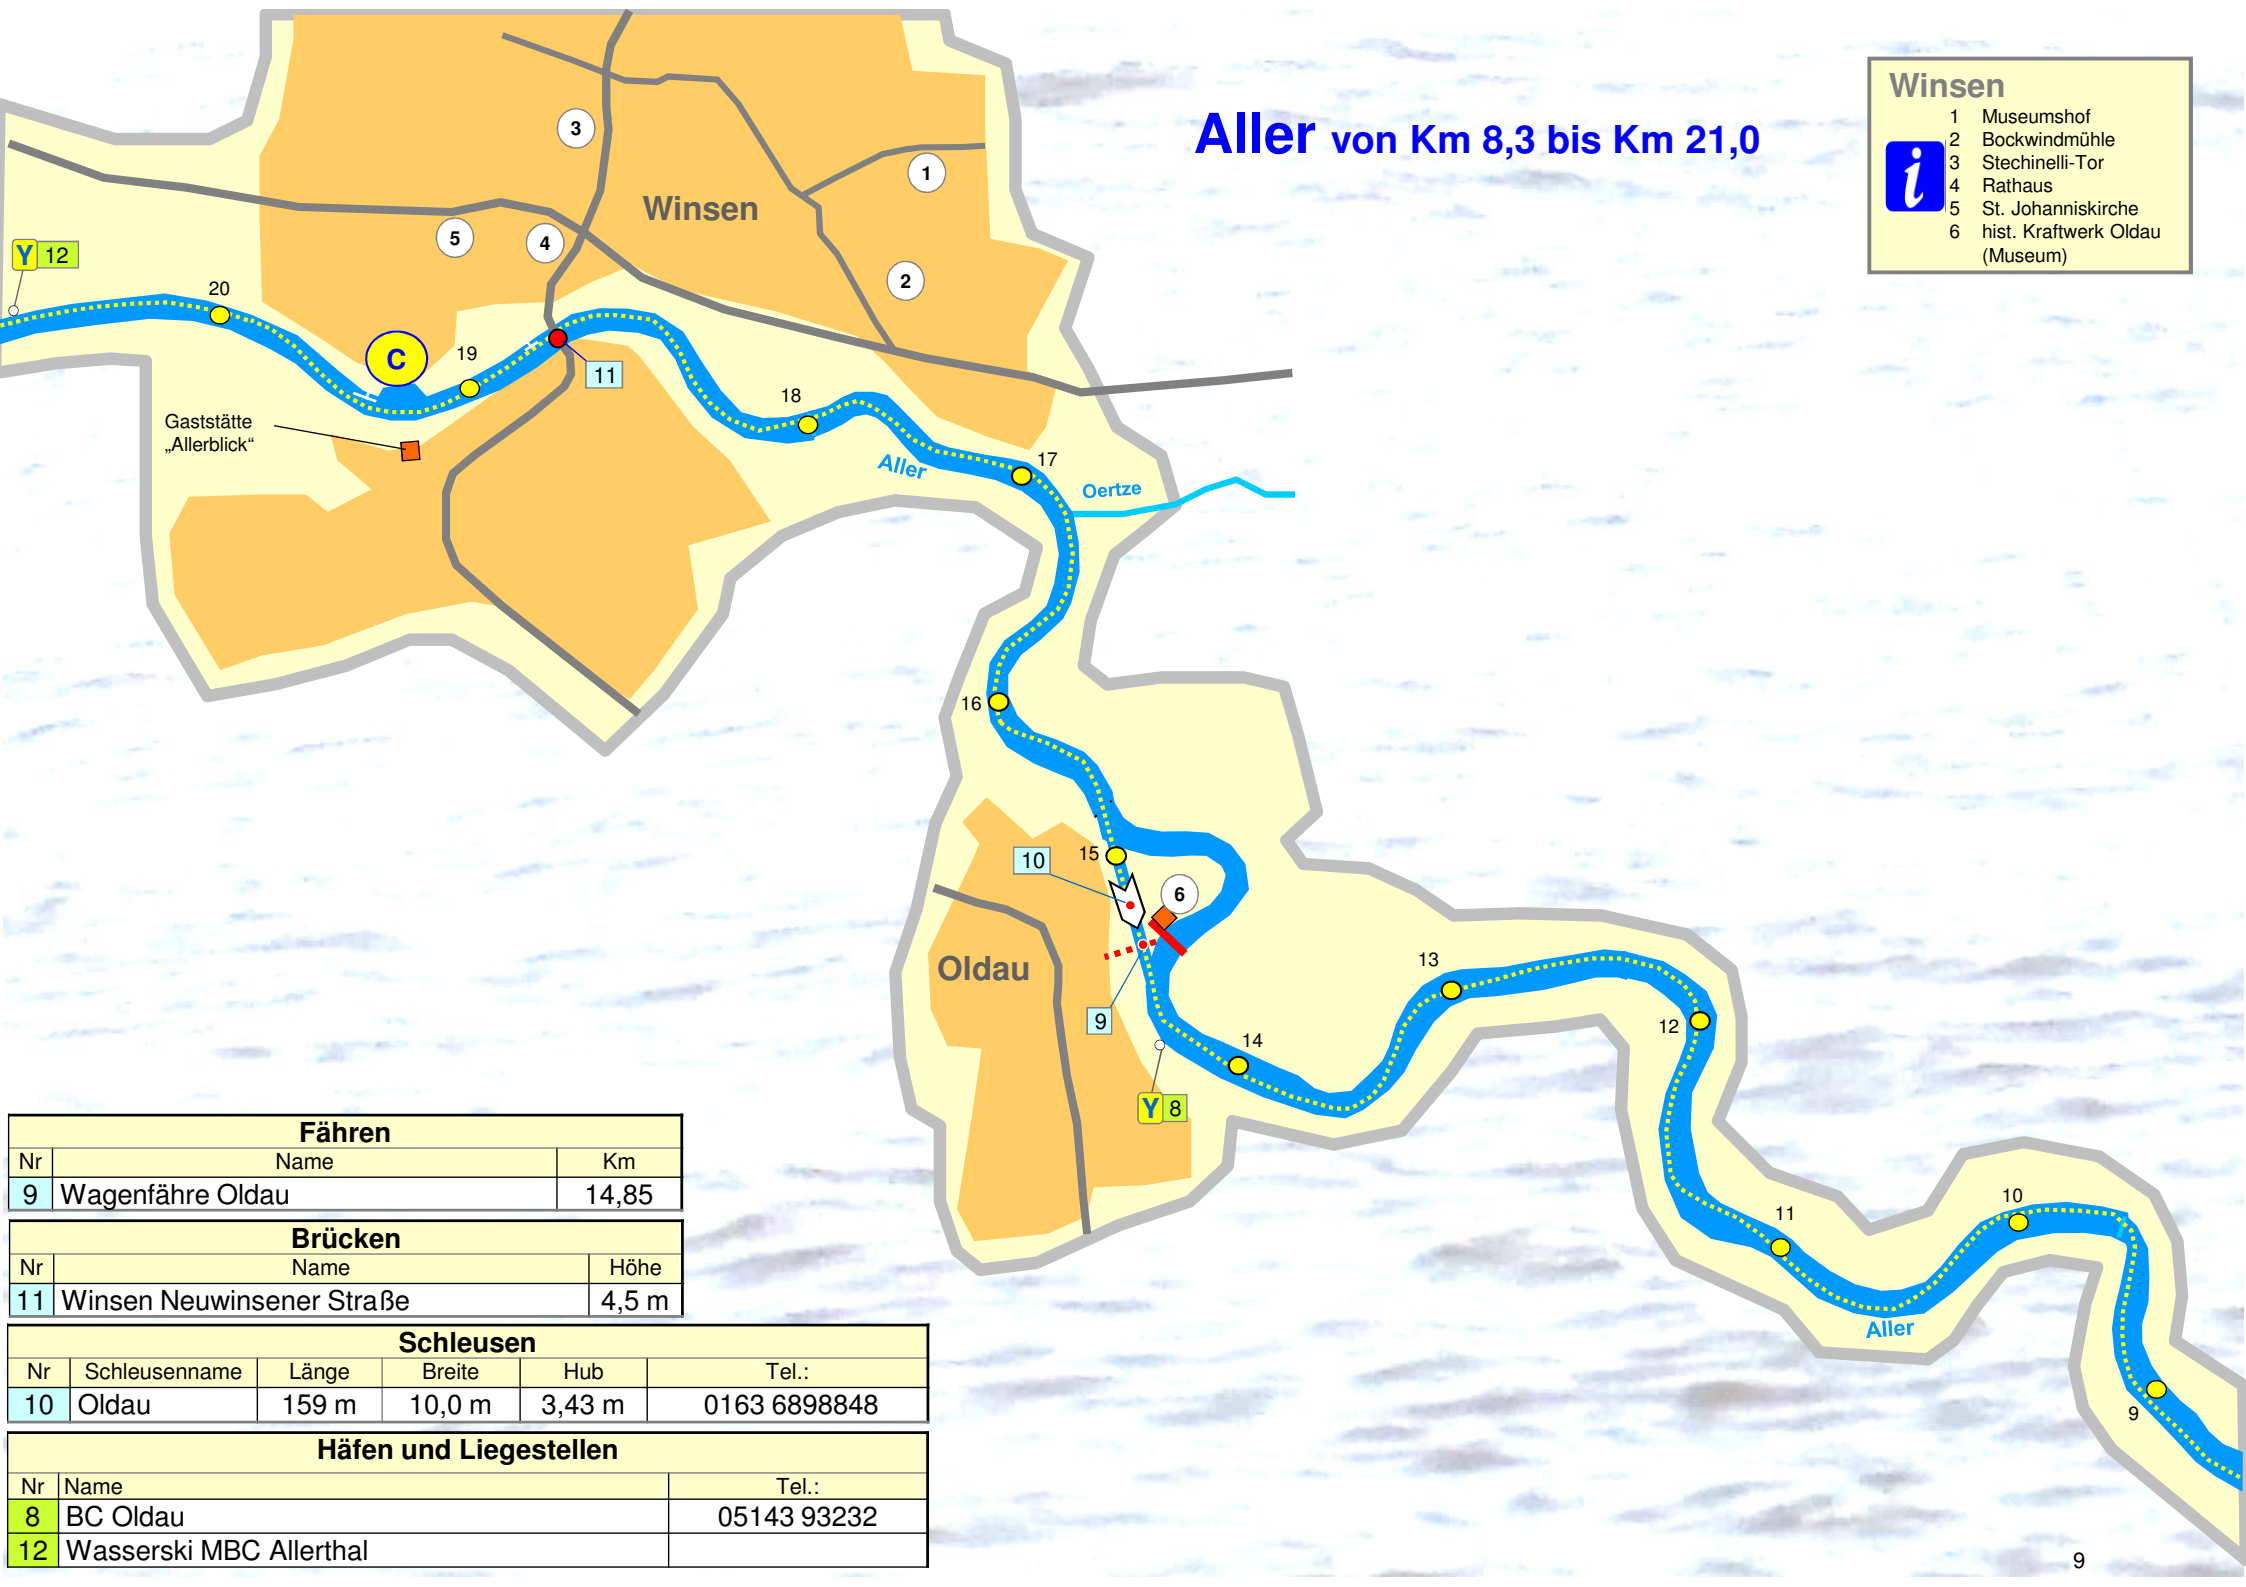 Aller von Km 8,3 bis Km 21,0
Winsen
i
1 Museumshof
2 Bockwindmühle
3 Stechinelli-Tor
4 Rathaus
5 St. Johanniskirche
6 hist. Kraftwerk Oldau
(Museum)
3
1
Winsen
5
4
2
Y 12
20
C
19
11
18
Gaststätte
„Allerblick“
Aller
17
Oertze
16
10
15
6
Oldau
9
13
12
14
Y 8
11
10
Aller
9
Fähren
Nr Name Km
9 Wagenfähre Oldau 14,85
Brücken
Nr Name Höhe
11 Winsen Neuwinsener Straße 4,5 m
Schleusen
Nr Schleusenname Länge Breite Hub Tel.:
10 Oldau 159 m 10,0 m 3,43 m 0163 6898848
Häfen und Liegestellen
Nr Name Tel.:
8 BC Oldau 05143 93232
12 Wasserski MBC Allerthal
9